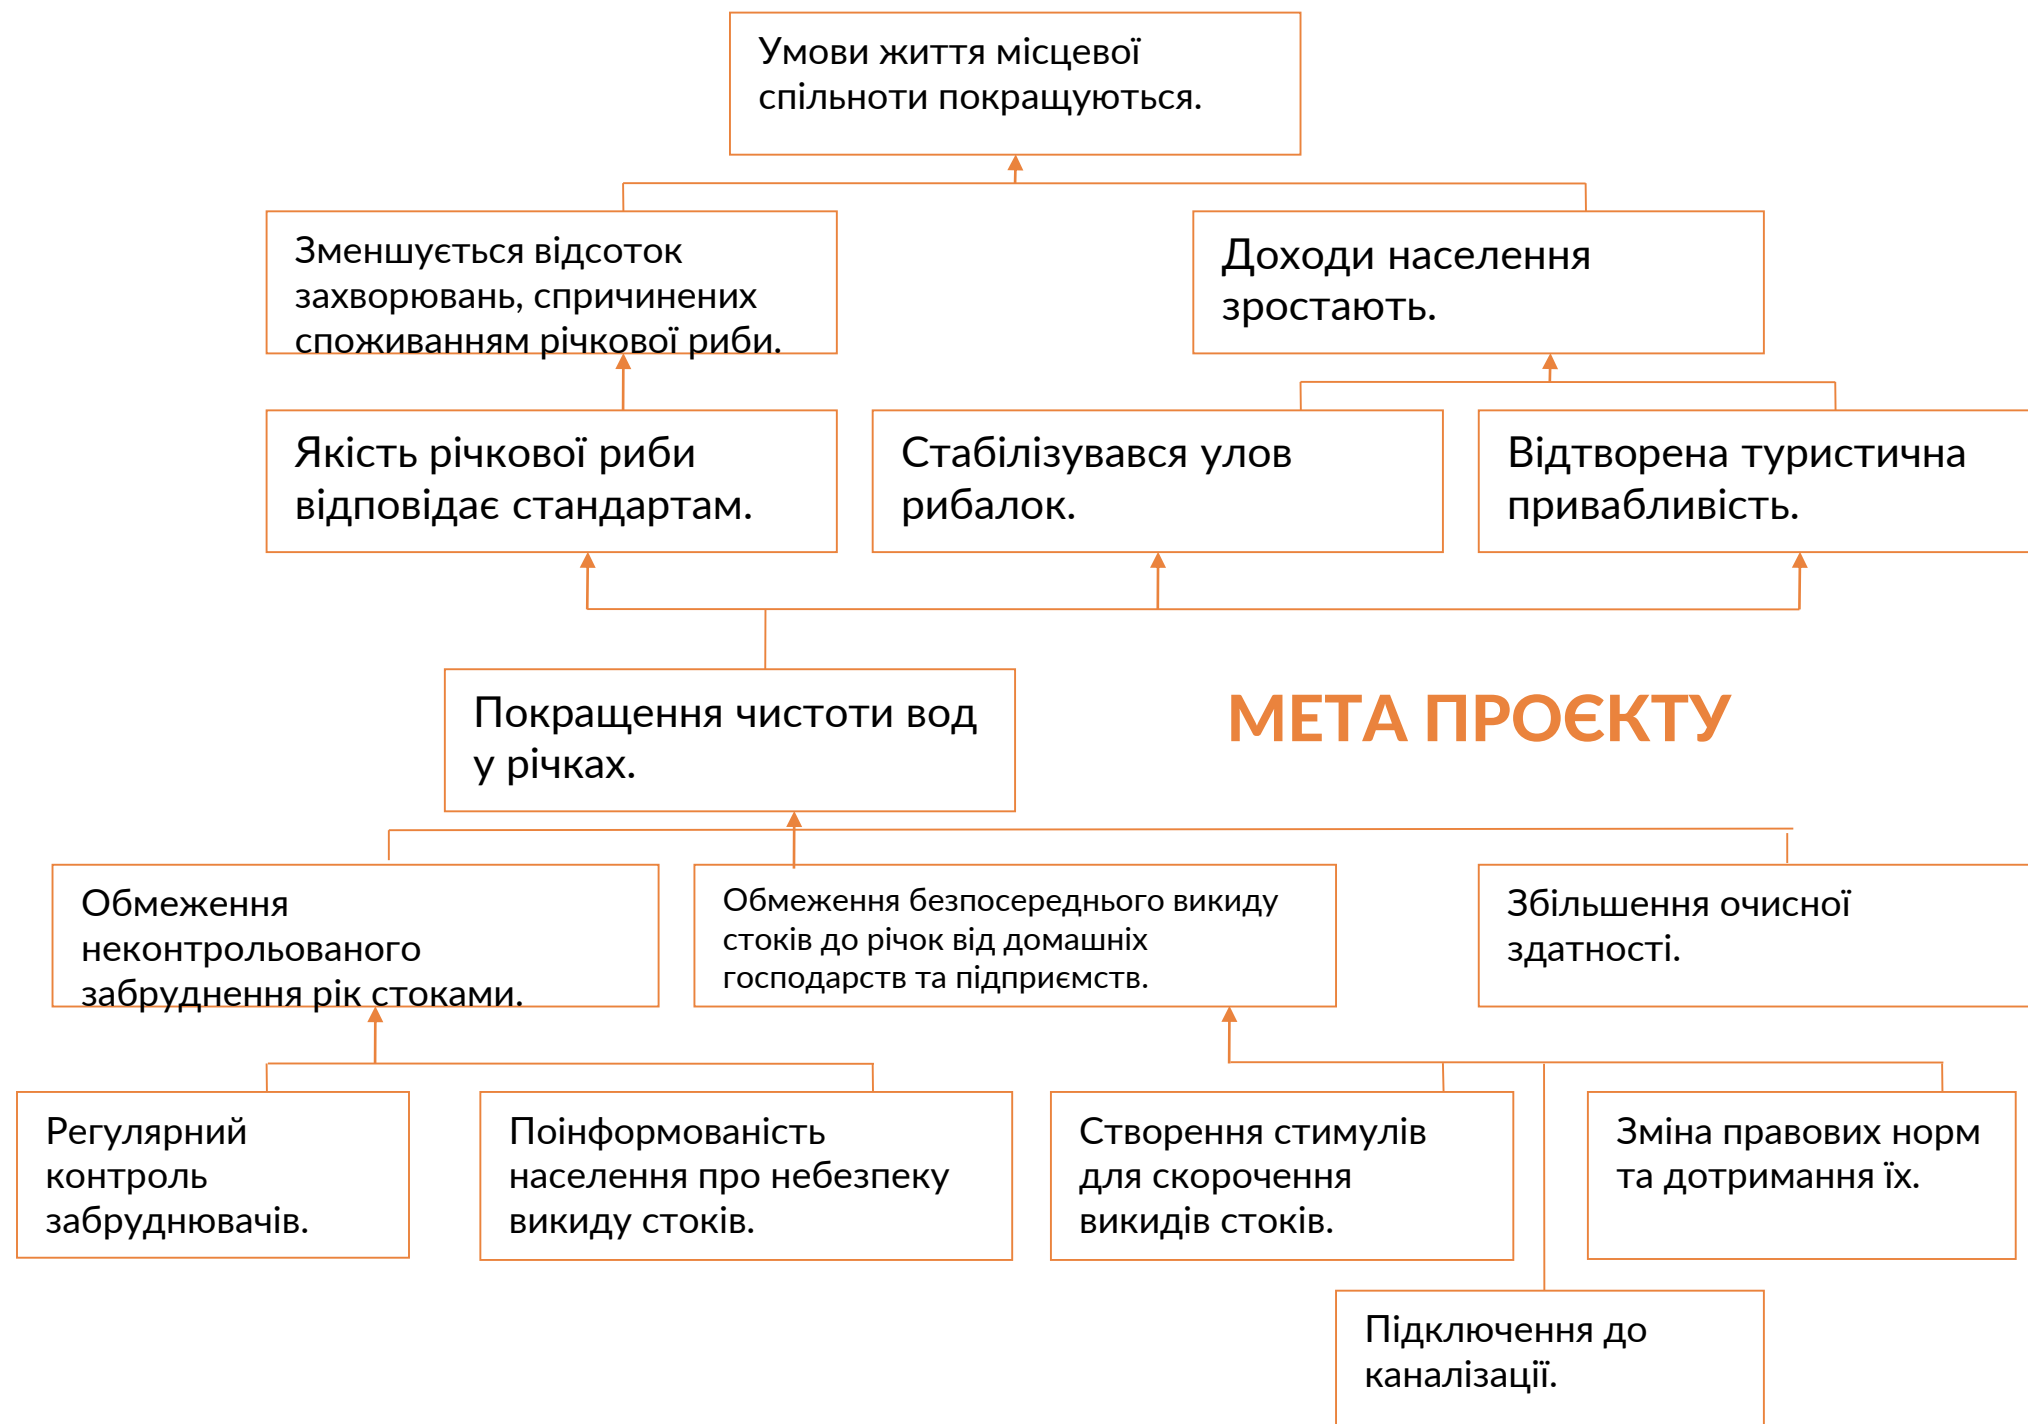 Умови життя місцевої
спільноти покращуються.
Зменшується відсоток
захворювань, спричинених
споживанням річкової риби.
Доходи населення
зростають.
Якість річкової риби
відповідає стандартам.
Стабілізувався улов
рибалок.
Відтворена туристична
привабливість.
Покращення чистоти вод
у річках.
МЕТА ПРОЄКТУ
Обмеження
неконтрольованого
забруднення рік стоками.
Обмеження безпосереднього викиду
стоків до річок від домашніх
господарств та підприємств.
Збільшення очисної
здатності.
Регулярний
контроль
забруднювачів.
Поінформованість
населення про небезпеку
викиду стоків.
Створення стимулів
для скорочення
викидів стоків.
Зміна правових норм
та дотримання їх.
Підключення до
каналізації.